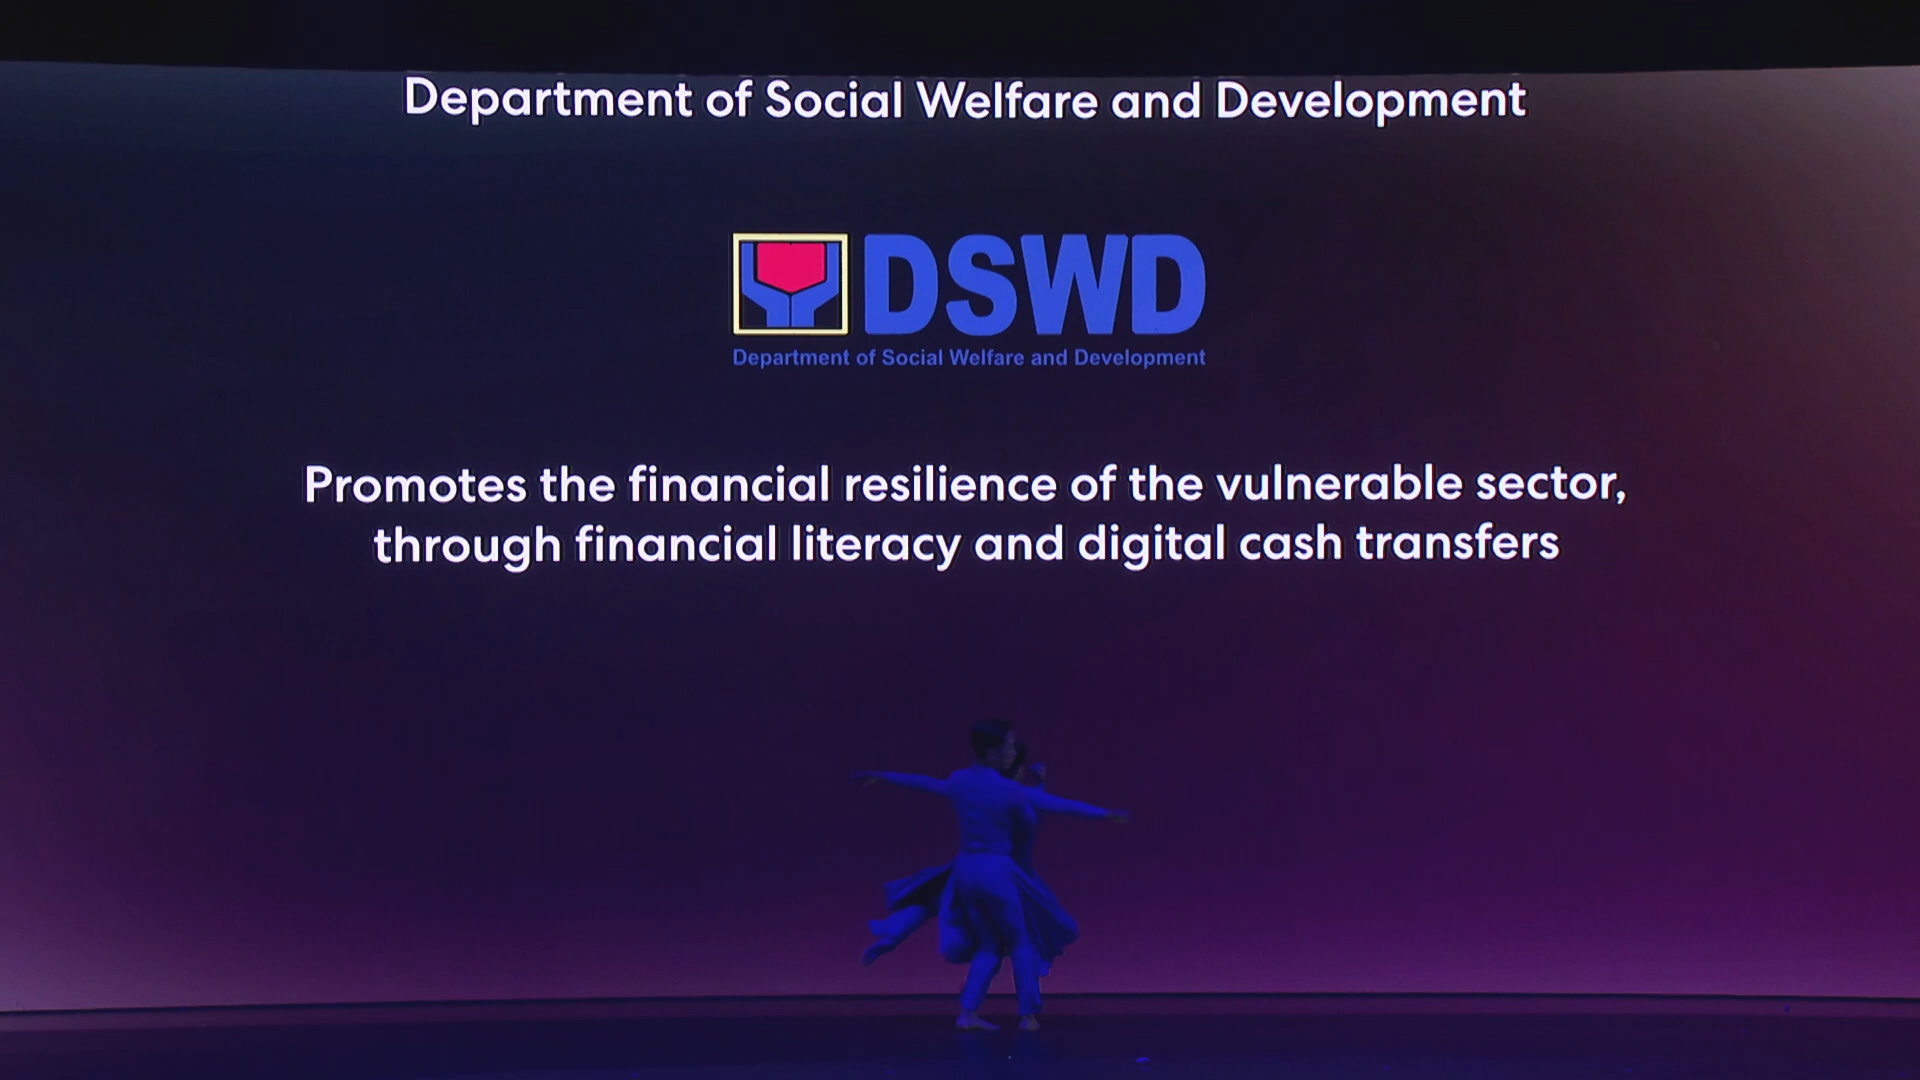 Department of Social Welfare and Development
DSWD
Department of Social Welfare and Development
Promotes the financial resilience of the vulnerable sector,
through financial literacy and digital cash transfers